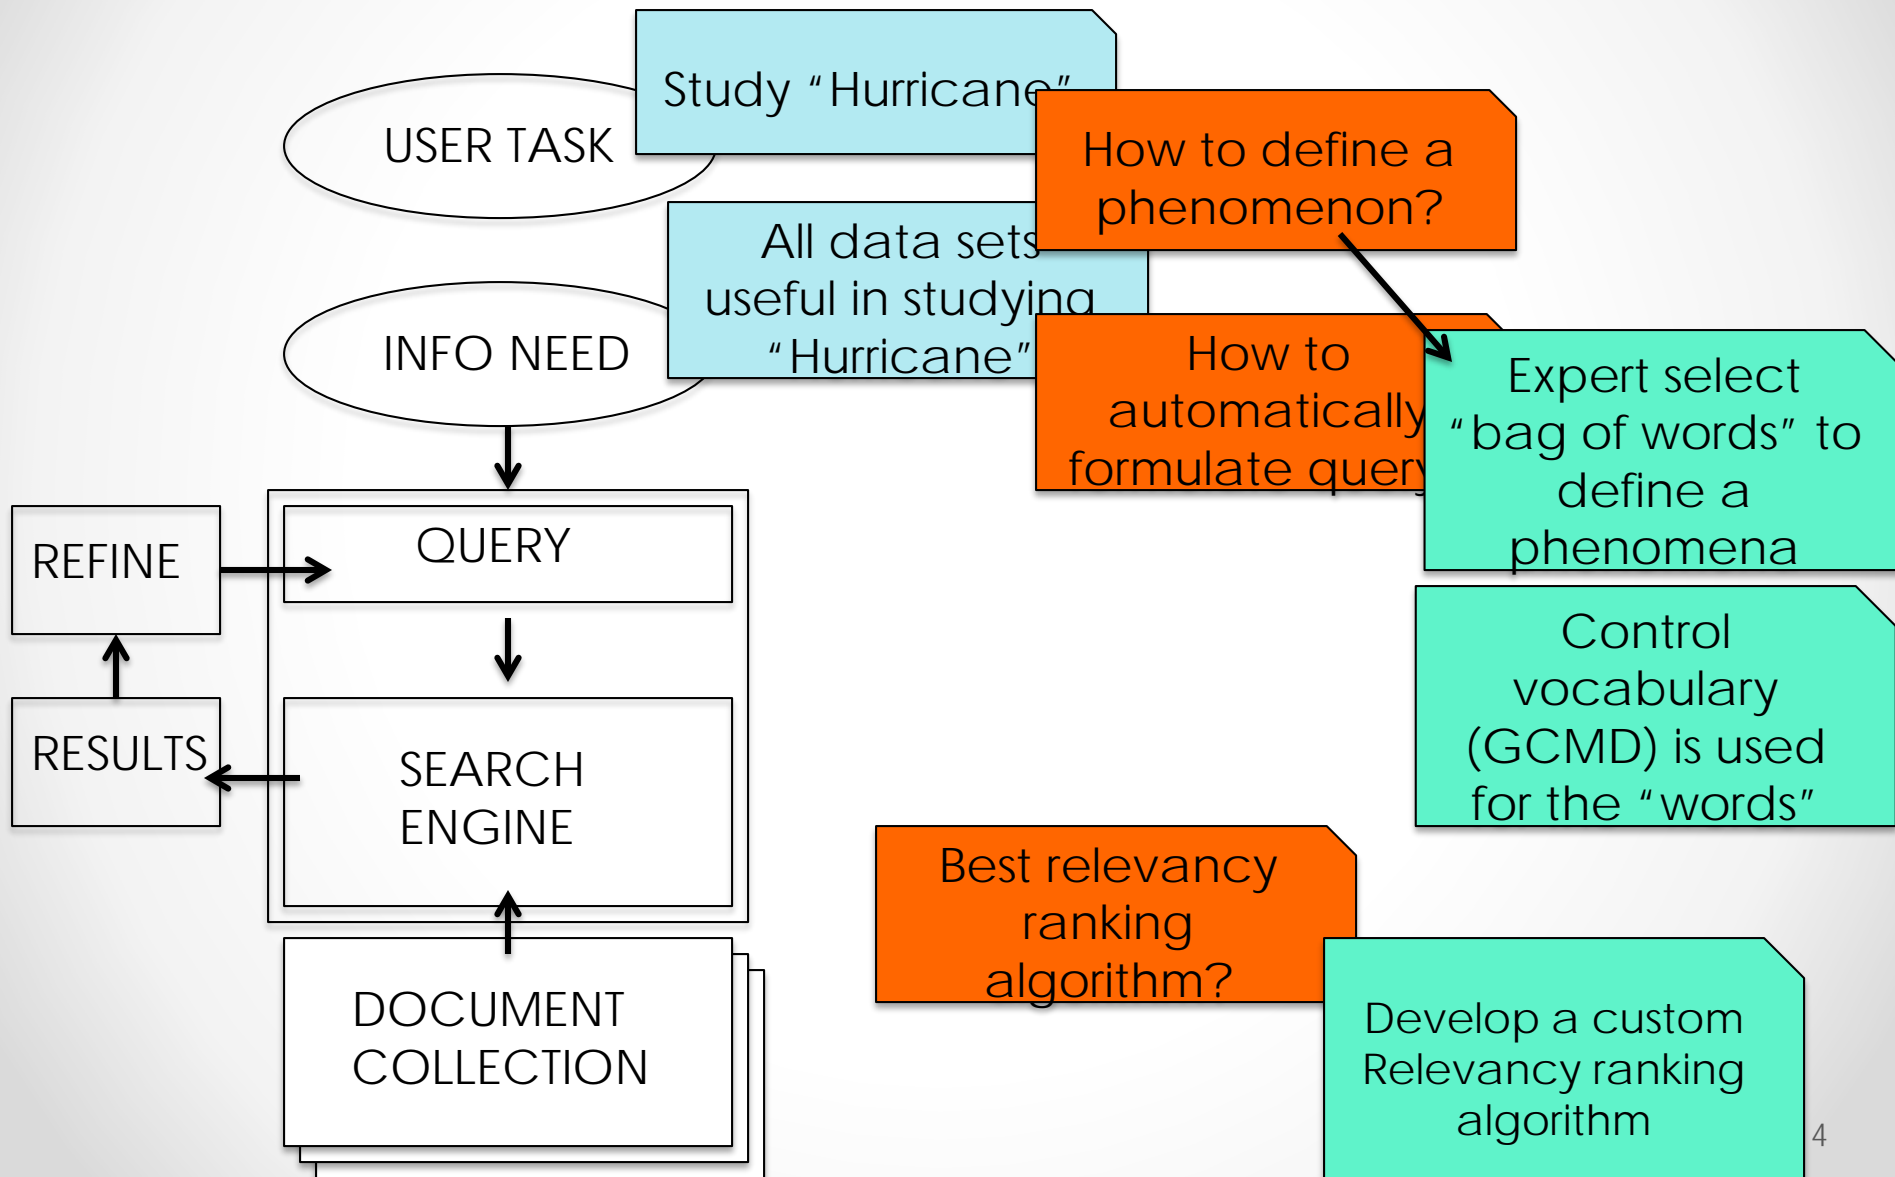 Study “Hurricane”
USER TASK
How to define a
phenomenon?
All data sets
useful in studying
“Hurricane”
INFO NEED
How to
automatically
formulate query
Expert select
“bag of words” to
define a
phenomena
QUERY
REFINE
Control
vocabulary
(GCMD) is used
for the “words”
RESULTS
SEARCH
ENGINE
Best relevancy
ranking
algorithm?
DOCUMENT
COLLECTION
Develop a custom
Relevancy ranking
algorithm
4